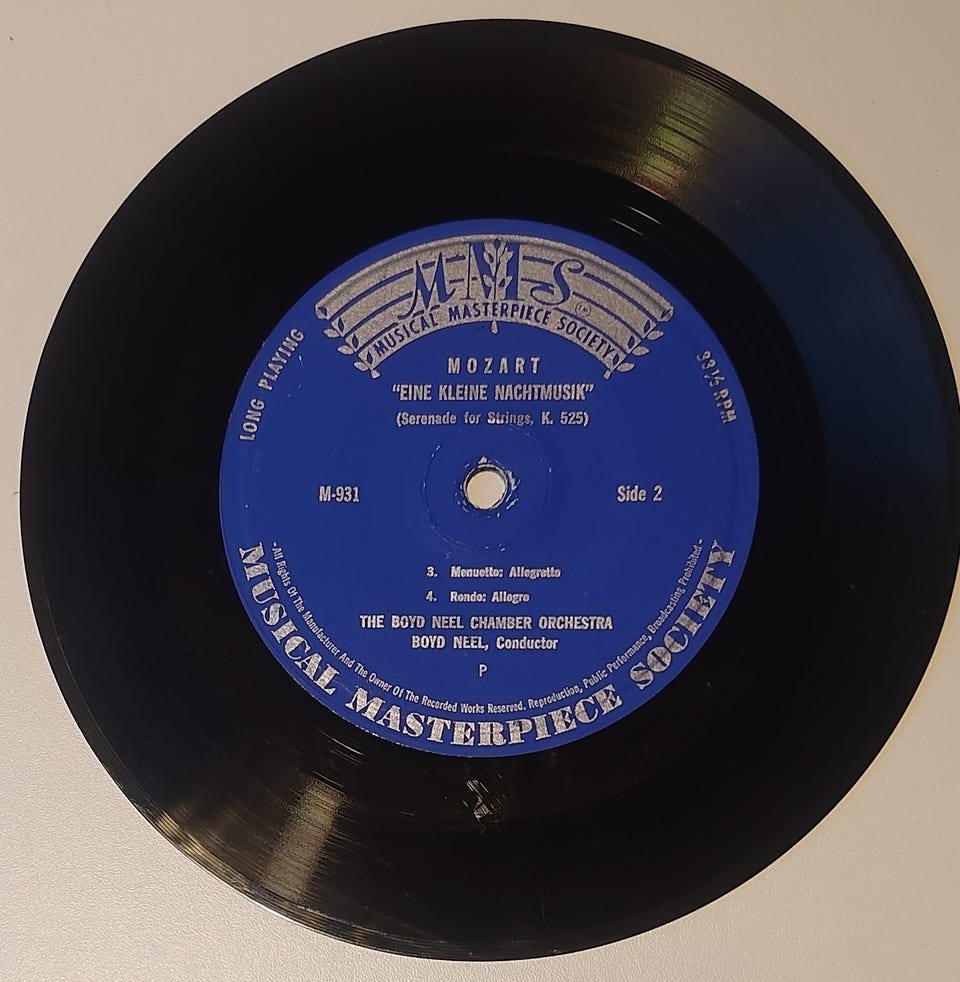 MMS
MUSICAL MASTERPIECE SOCIETY
LONG PLAYING
33⅓ RPM
MOZART
"EINE KLEINE NACHTMUSIK"
(Serenade for Strings, K. 525)
M-931
Side 2
3. Menuetto: Allegretto
4. Rondo: Allegro
THE BOYD NEEL CHAMBER ORCHESTRA
BOYD NEEL, Conductor
P
-All Rights Of The Manufacturer And The Owner Of The Recorded Works Reserved. Reproduction, Public Performance, Broadcasting Prohibited-
MUSICAL MASTERPIECE SOCIETY